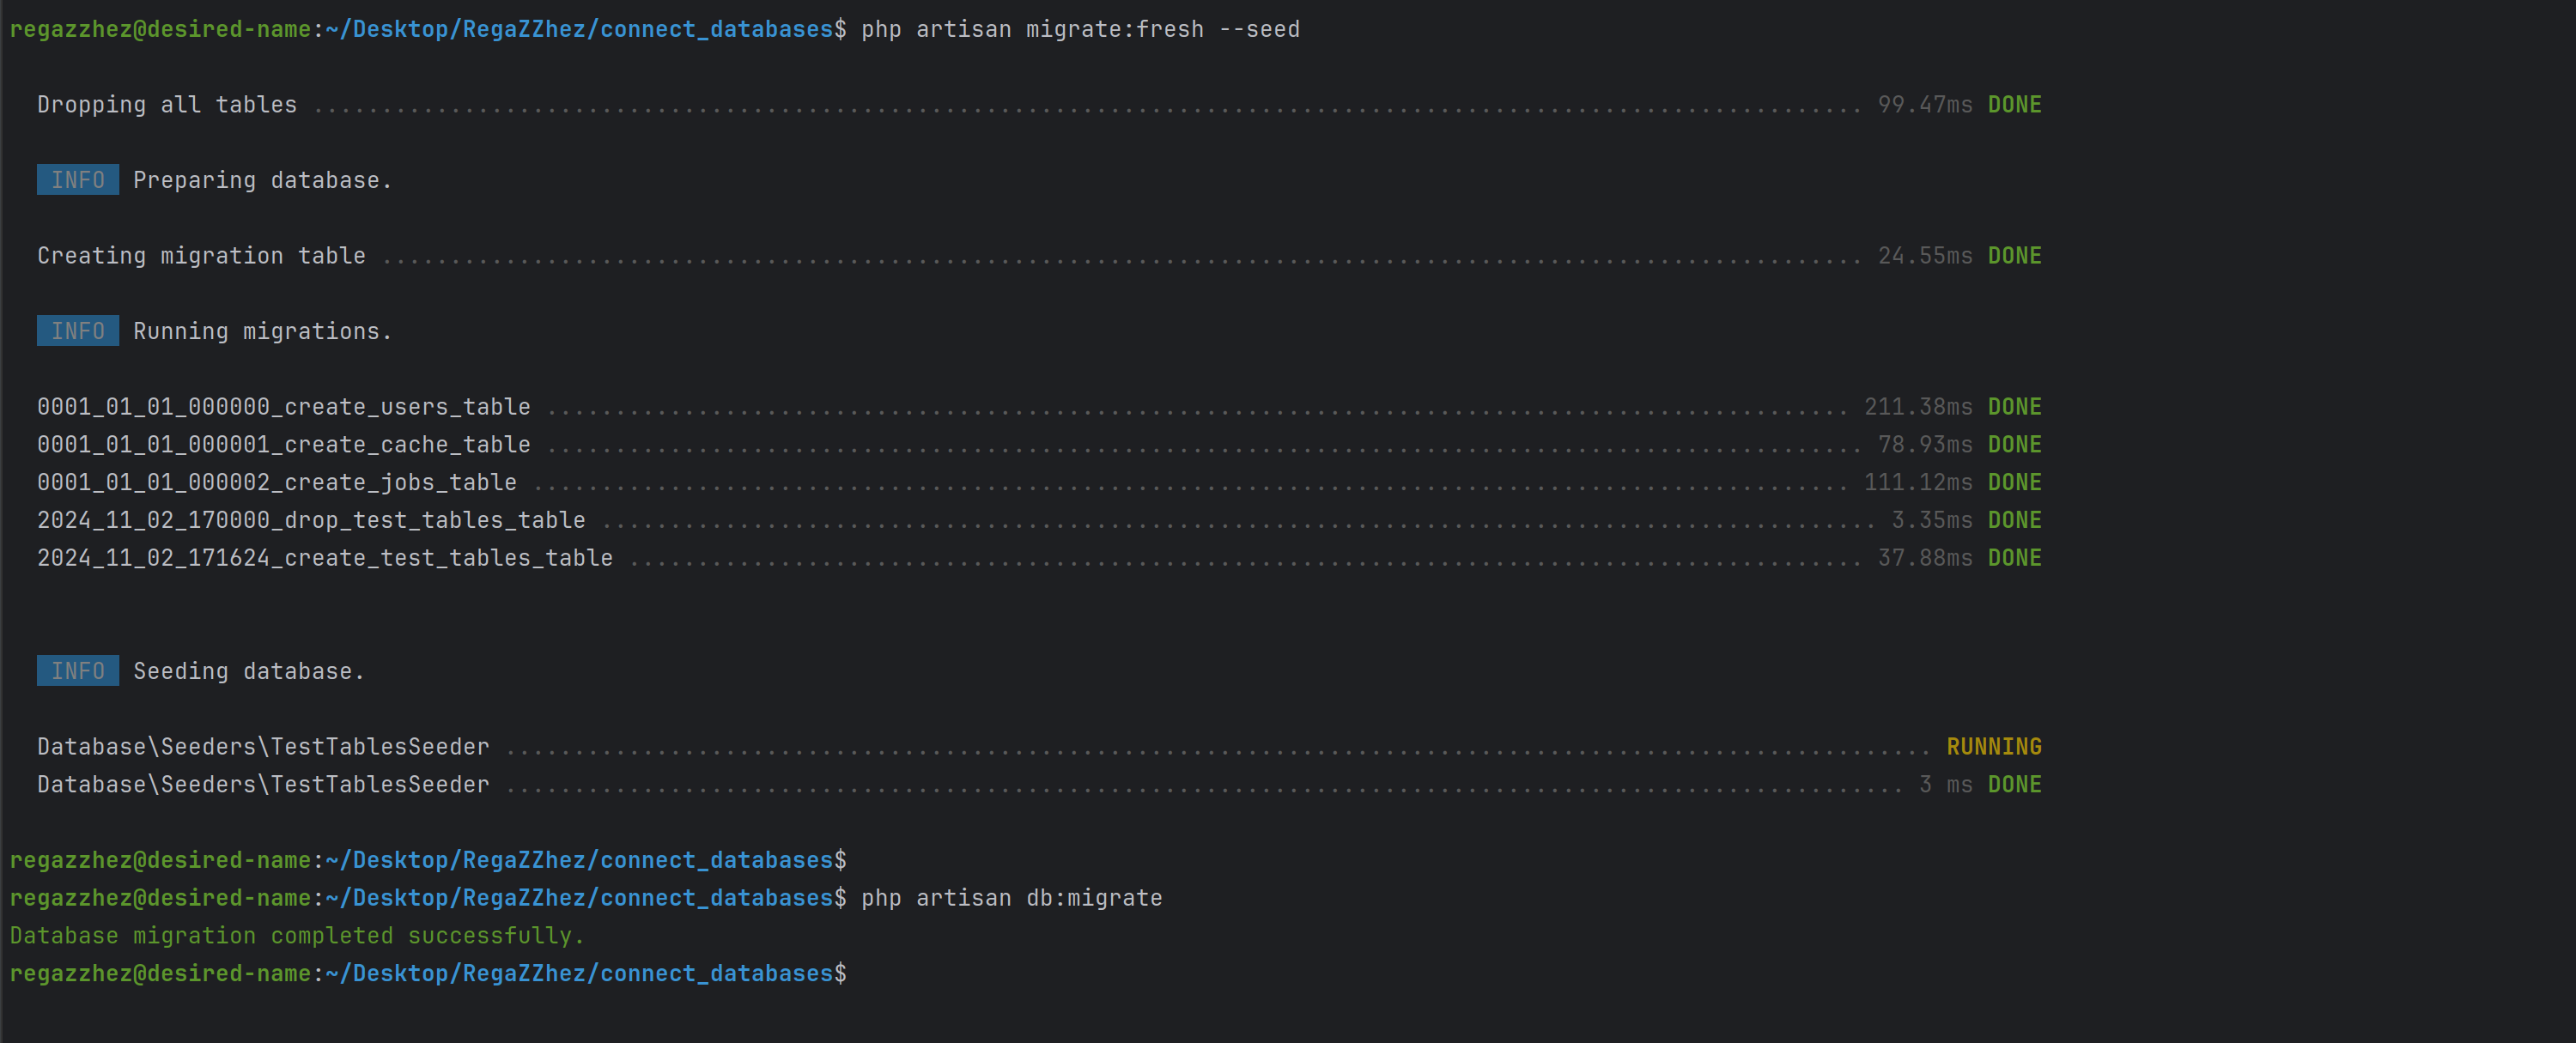 regazzhez@desired-name:~/Desktop/RegaZZhez/connect_databases$ php artisan migrate:fresh --seed
Dropping all tables ................................................................................................................. 99.47ms DONE
INFO Preparing database.
Creating migration table ............................................................................................................ 24.55ms DONE
INFO Running migrations.
0001_01_01_000000_create_users_table ............................................................................................... 211.38ms DONE
0001_01_01_000001_create_cache_table ................................................................................................ 78.93ms DONE
0001_01_01_000002_create_jobs_table ................................................................................................ 111.12ms DONE
2024_11_02_170000_drop_test_tables_table ............................................................................................. 3.35ms DONE
2024_11_02_171624_create_test_tables_table .......................................................................................... 37.88ms DONE
INFO Seeding database.
Database\Seeders\TestTablesSeeder ........................................................................................................ RUNNING
Database\Seeders\TestTablesSeeder ...................................................................................................... 3 ms DONE
regazzhez@desired-name:~/Desktop/RegaZZhez/connect_databases$
regazzhez@desired-name:~/Desktop/RegaZZhez/connect_databases$ php artisan db:migrate
Database migration completed successfully.
regazzhez@desired-name:~/Desktop/RegaZZhez/connect_databases$